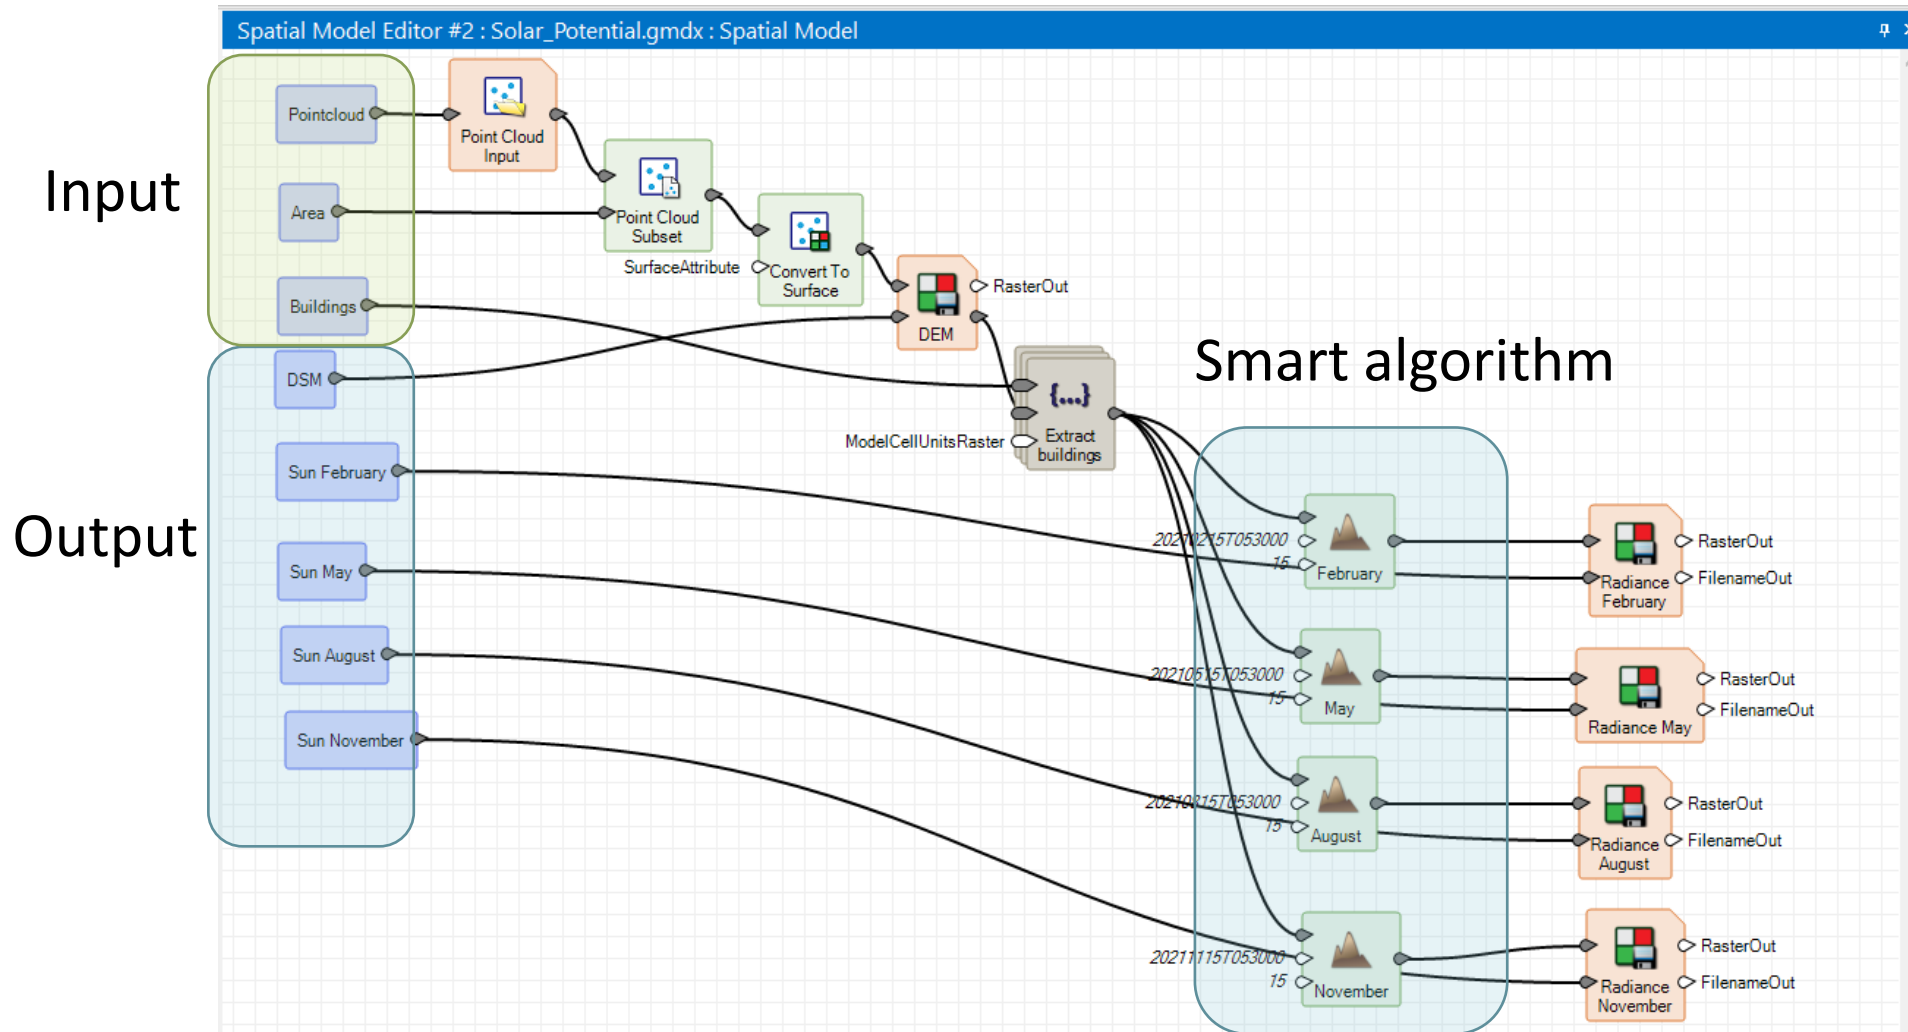 Spatial Model Editor #2 : Solar_Potential.gmdx : Spatial Model
Input
Output
Smart algorithm
Pointcloud
Area
Buildings
DSM
Sun February
Sun May
Sun August
Sun November
Point Cloud
Input
Point Cloud
Subset
SurfaceAttribute
Convert To
Surface
RasterOut
DEM
{...}
ModelCellUnitsRaster
Extract
buildings
20210215T053000
15
February
Radiance
February
RasterOut
FilenameOut
20210515T053000
15
May
Radiance May
RasterOut
FilenameOut
20210815T053000
15
August
Radiance
August
RasterOut
FilenameOut
20211115T053000
15
November
Radiance
November
RasterOut
FilenameOut